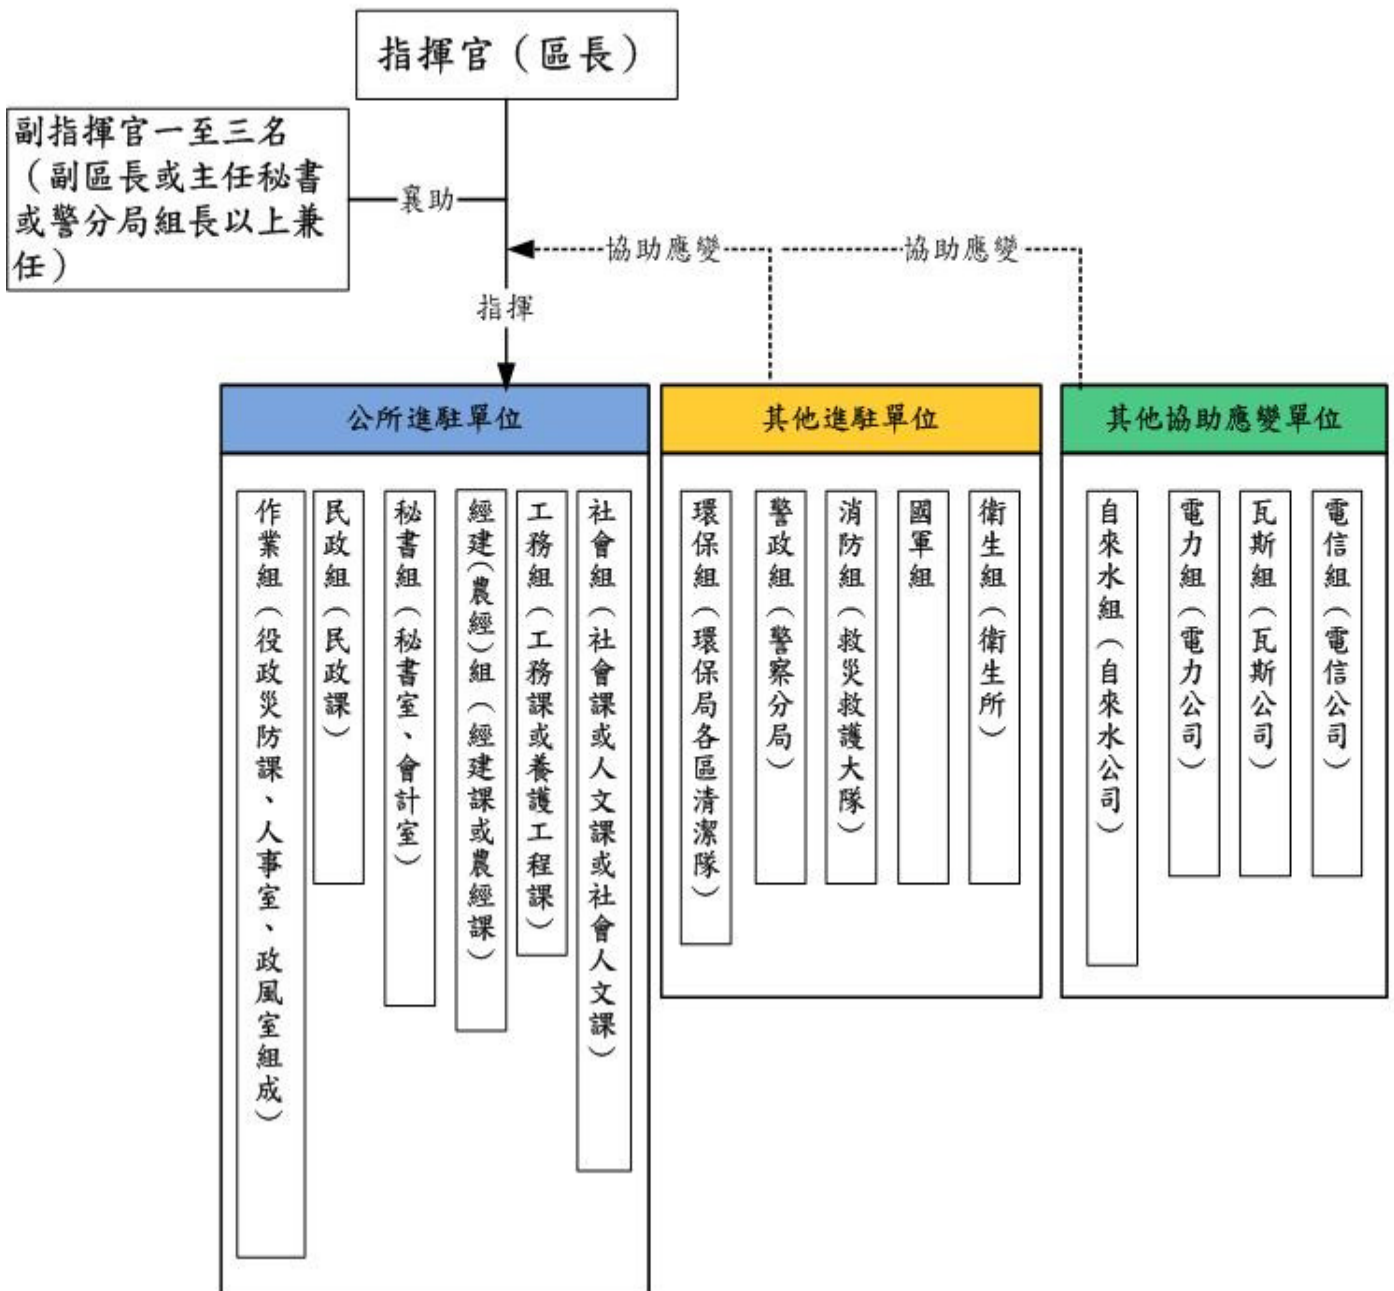 指揮官（區長）
副指揮官一至三名
（副區長或主任秘書
或警分局組長以上兼
任）
襄助
協助應變
協助應變
指揮
公所進駐單位
作業組（役政災防課、人事室、政風室組成）
民政組（民政課）
秘書組（秘書室、會計室）
經建（農經）組（經建課或農經課）
工務組（工務課或養護工程課）
社會組（社會課或人文課或社會人文課）
其他進駐單位
環保組（環保局各區清潔隊）
警政組（警察分局）
消防組（救災救護大隊）
國軍組
衛生組（衛生所）
其他協助應變單位
自來水組（自來水公司）
電力組（電力公司）
瓦斯組（瓦斯公司）
電信組（電信公司）